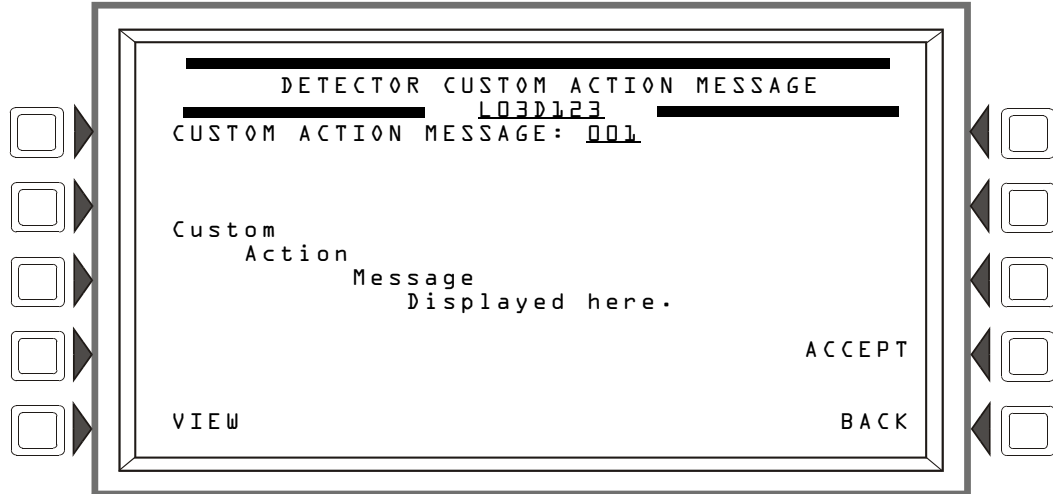 DETECTOR CUSTOM ACTION MESSAGE
L03D123
CUSTOM ACTION MESSAGE: 001
Custom
Action
Message
Displayed here.
ACCEPT
VIEW BACK